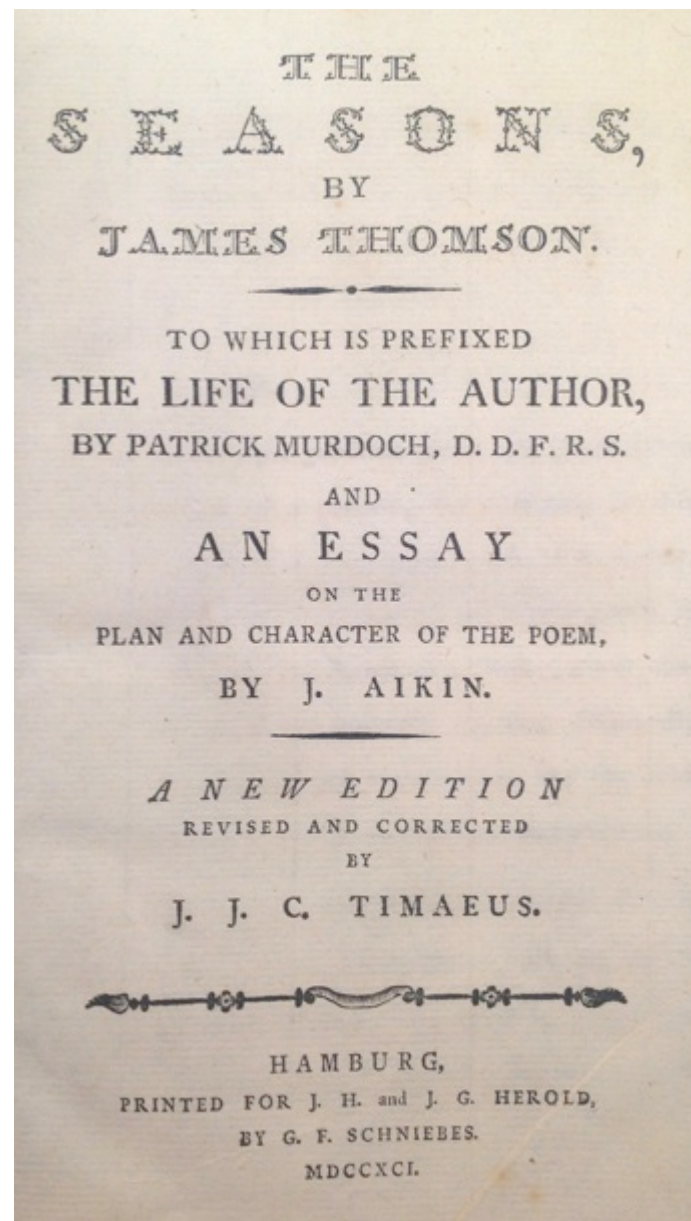 THE
SEASONS,
BY
JAMES THOMSON.
TO WHICH IS PREFIXED
THE LIFE OF THE AUTHOR,
BY PATRICK MURDOCH, D. D. F. R. S.
AND
AN ESSAY
ON THE
PLAN AND CHARACTER OF THE POEM,
BY J. AIKIN.
A NEW EDITION
REVISED AND CORRECTED
BY
J. J. C. TIMAEUS.
HAMBURG,
PRINTED FOR J. H. and J. G. HEROLD,
BY G. F. SCHNIEBES.
MDCCXCI.